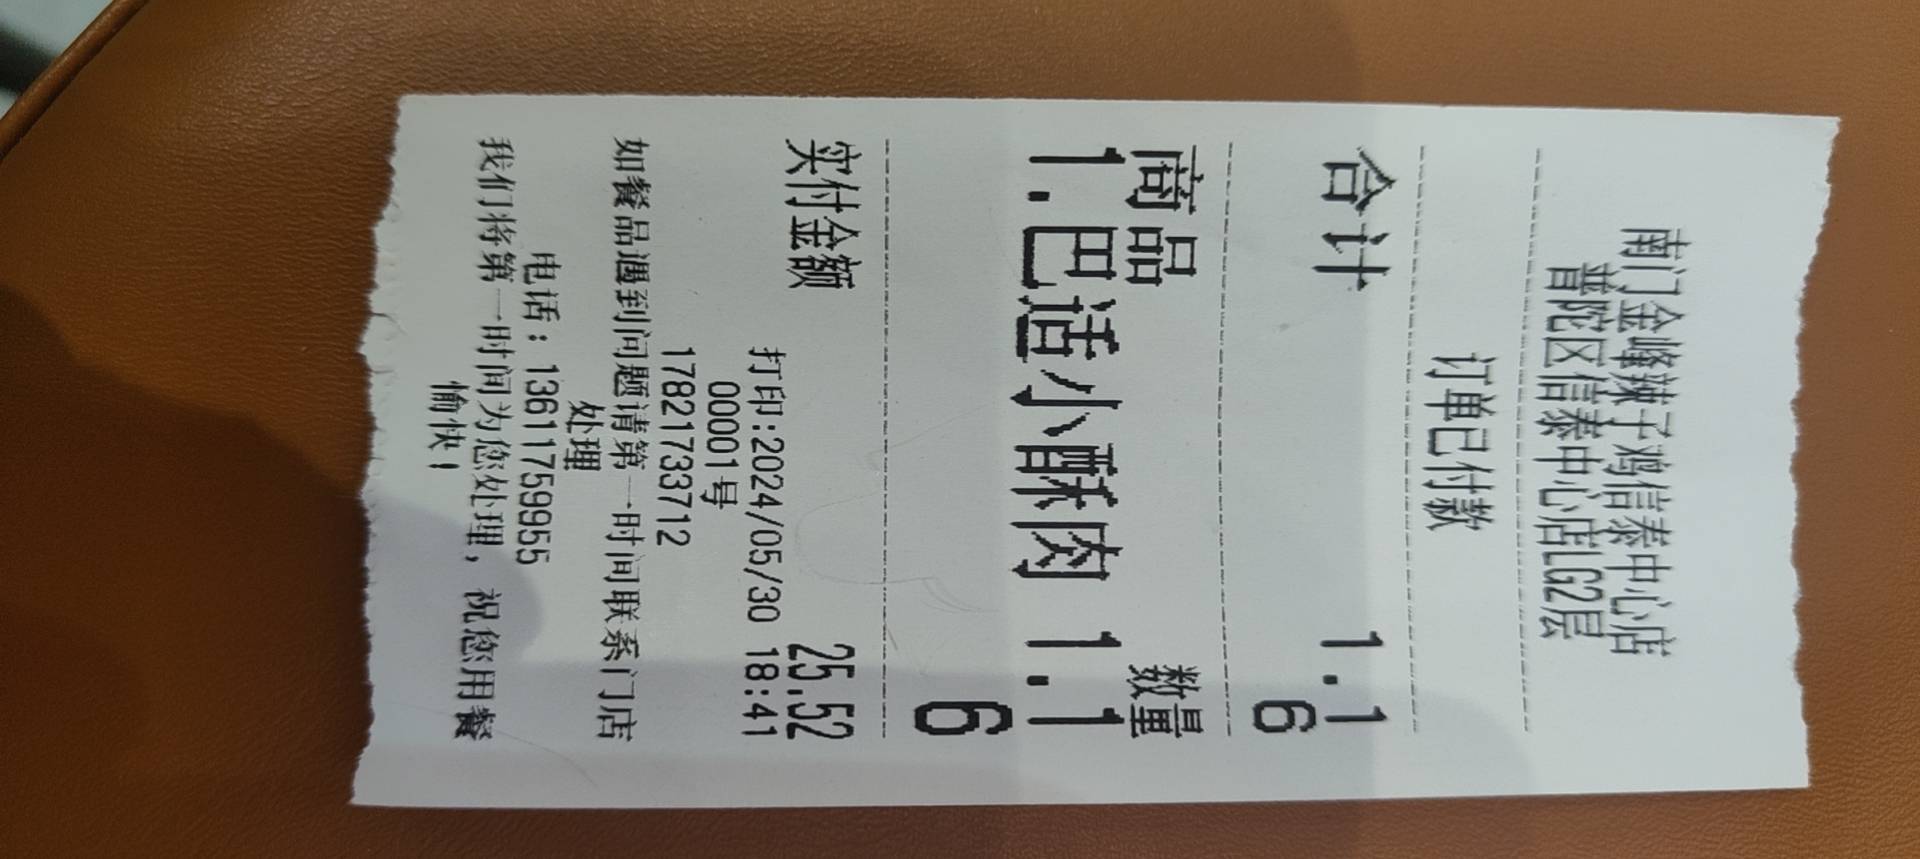 南门金峰辣子鸡信泰中心店
普陀区信泰中心店LG2层
订单已付款
合计 1.1
6
商品 数量
1.巴适小酥肉 1.1
6
实付金额 25.52
打印:2024/05/30 18:41
00001号
17821733712
如餐品遇到问题请第一时间联系门店
处理
电话：13611759955
我们将第一时间为您处理，祝您用餐
愉快！